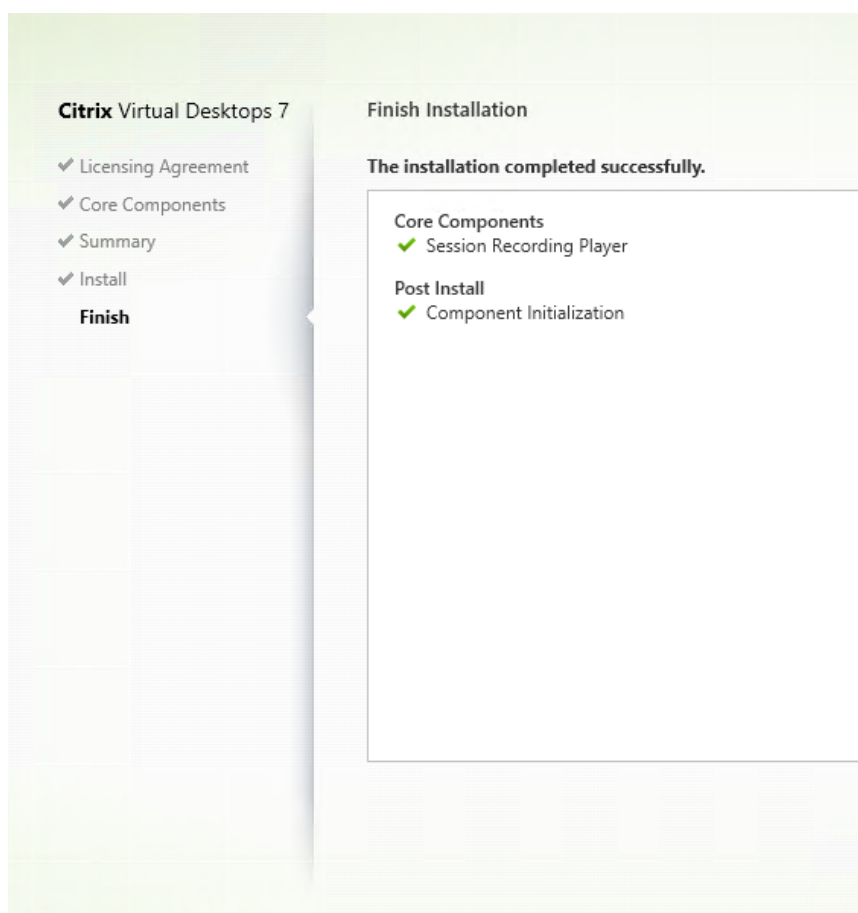 Citrix Virtual Desktops 7
Licensing Agreement
Core Components
Summary
Install
Finish
Finish Installation
The installation completed successfully.
Core Components
Session Recording Player
Post Install
Component Initialization